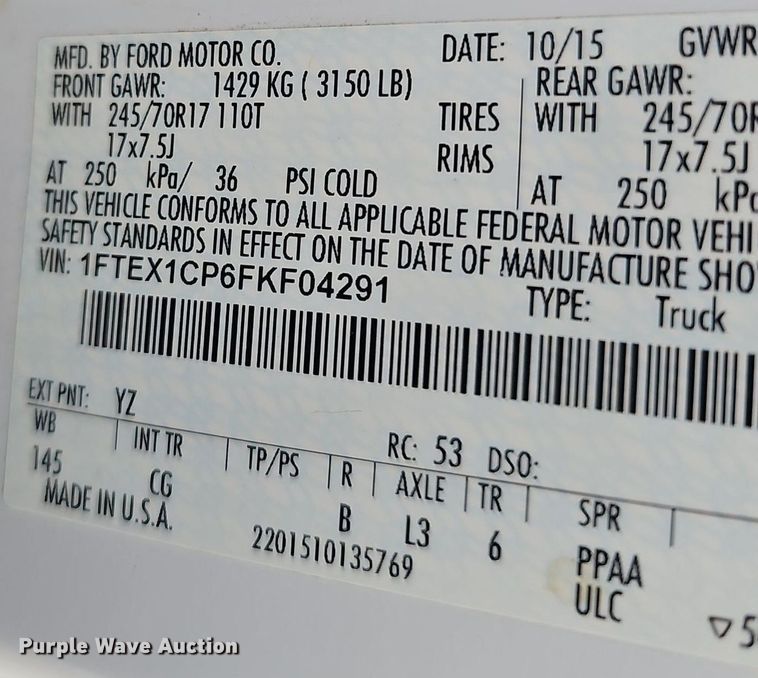 MFD. BY FORD MOTOR CO. DATE: 10/15 GVWR
FRONT GAWR: 1429 KG ( 3150 LB) REAR GAWR:
WITH 245/70R17 110T TIRES WITH 245/70R
17x7.5J RIMS 17x7.5J
AT 250 kPa/ 36 PSI COLD AT 250 kPa
THIS VEHICLE CONFORMS TO ALL APPLICABLE FEDERAL MOTOR VEHI
SAFETY STANDARDS IN EFFECT ON THE DATE OF MANUFACTURE SHO
VIN: 1FTEX1CP6FKF04291 TYPE: Truck
EXT PNT: YZ RC: 53 DSO:
WB INT TR TP/PS R AXLE TR SPR
145 CG B L3 6 PPAA
MADE IN U.S.A. 2201510135769 ULC
5
Purple Wave Auction